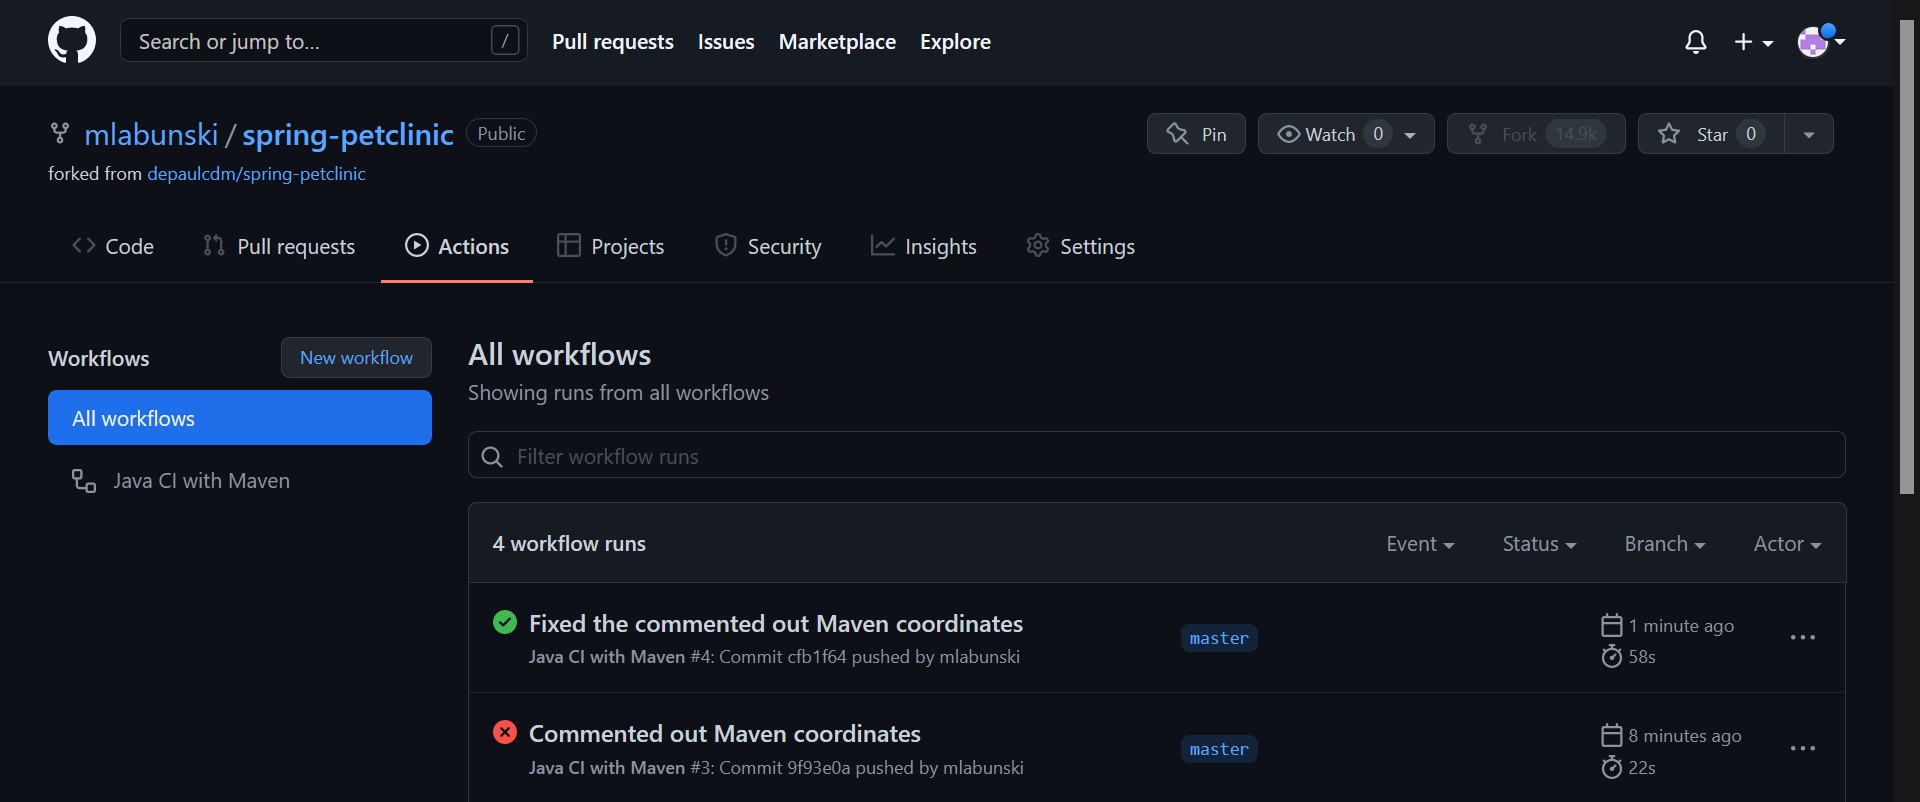 Search or jump to... /
Pull requests Issues Marketplace Explore
mlabunski / spring-petclinic Public
Pin Watch 0 Fork 14.9k Star 0
forked from depaulcdm/spring-petclinic
Code Pull requests Actions Projects Security Insights Settings
Workflows New workflow
All workflows
Java CI with Maven
All workflows
Showing runs from all workflows
Filter workflow runs
4 workflow runs Event Status Branch Actor
Fixed the commented out Maven coordinates
Java CI with Maven #4: Commit cfb1f64 pushed by mlabunski
master
1 minute ago
58s
Commented out Maven coordinates
Java CI with Maven #3: Commit 9f93e0a pushed by mlabunski
master
8 minutes ago
22s